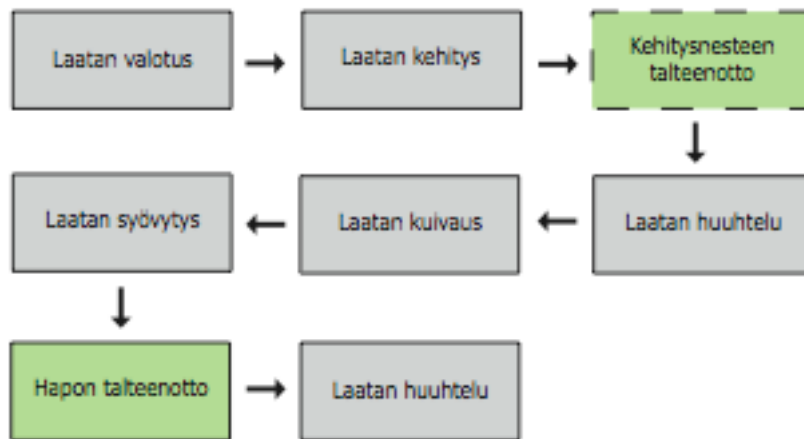 Laatan valotus
Laatan kehitys
Kehitysnesteen
talteenotto
Laatan huuhtelu
Laatan kuivaus
Laatan syövytys
Hapon talteenotto
Laatan huuhtelu